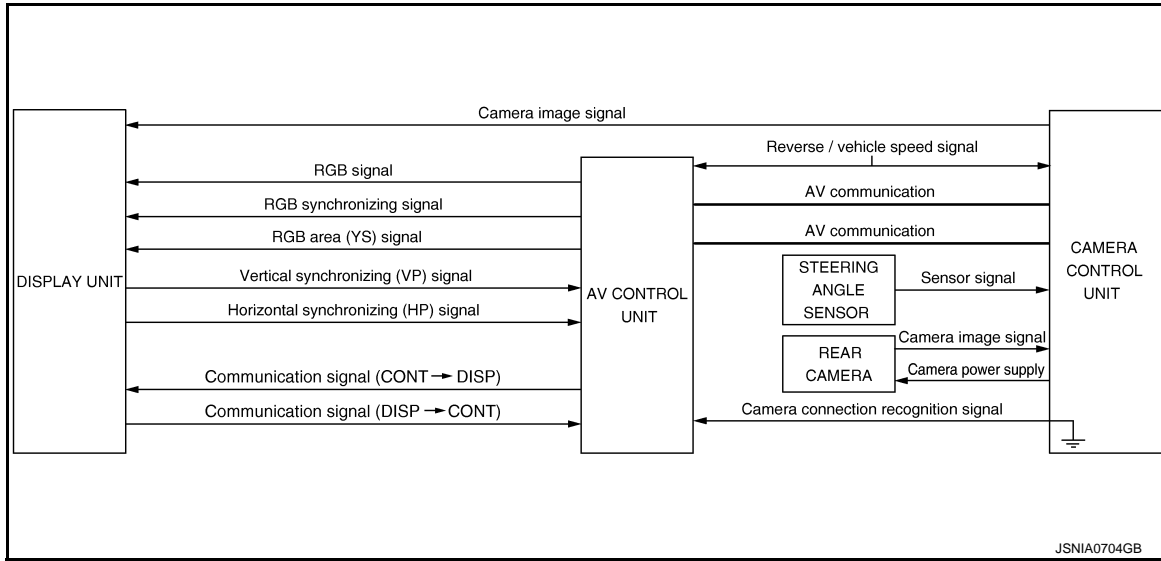 Camera image signal
Reverse / vehicle speed signal
RGB signal
AV communication
RGB synchronizing signal
AV communication
RGB area (YS) signal
DISPLAY UNIT
Vertical synchronizing (VP) signal
Horizontal synchronizing (HP) signal
AV CONTROL
UNIT
STEERING
ANGLE
SENSOR
Sensor signal
CAMERA
CONTROL
UNIT
REAR
CAMERA
Camera image signal
Camera power supply
Communication signal (CONT → DISP)
Communication signal (DISP → CONT)
Camera connection recognition signal
JSNIA0704GB